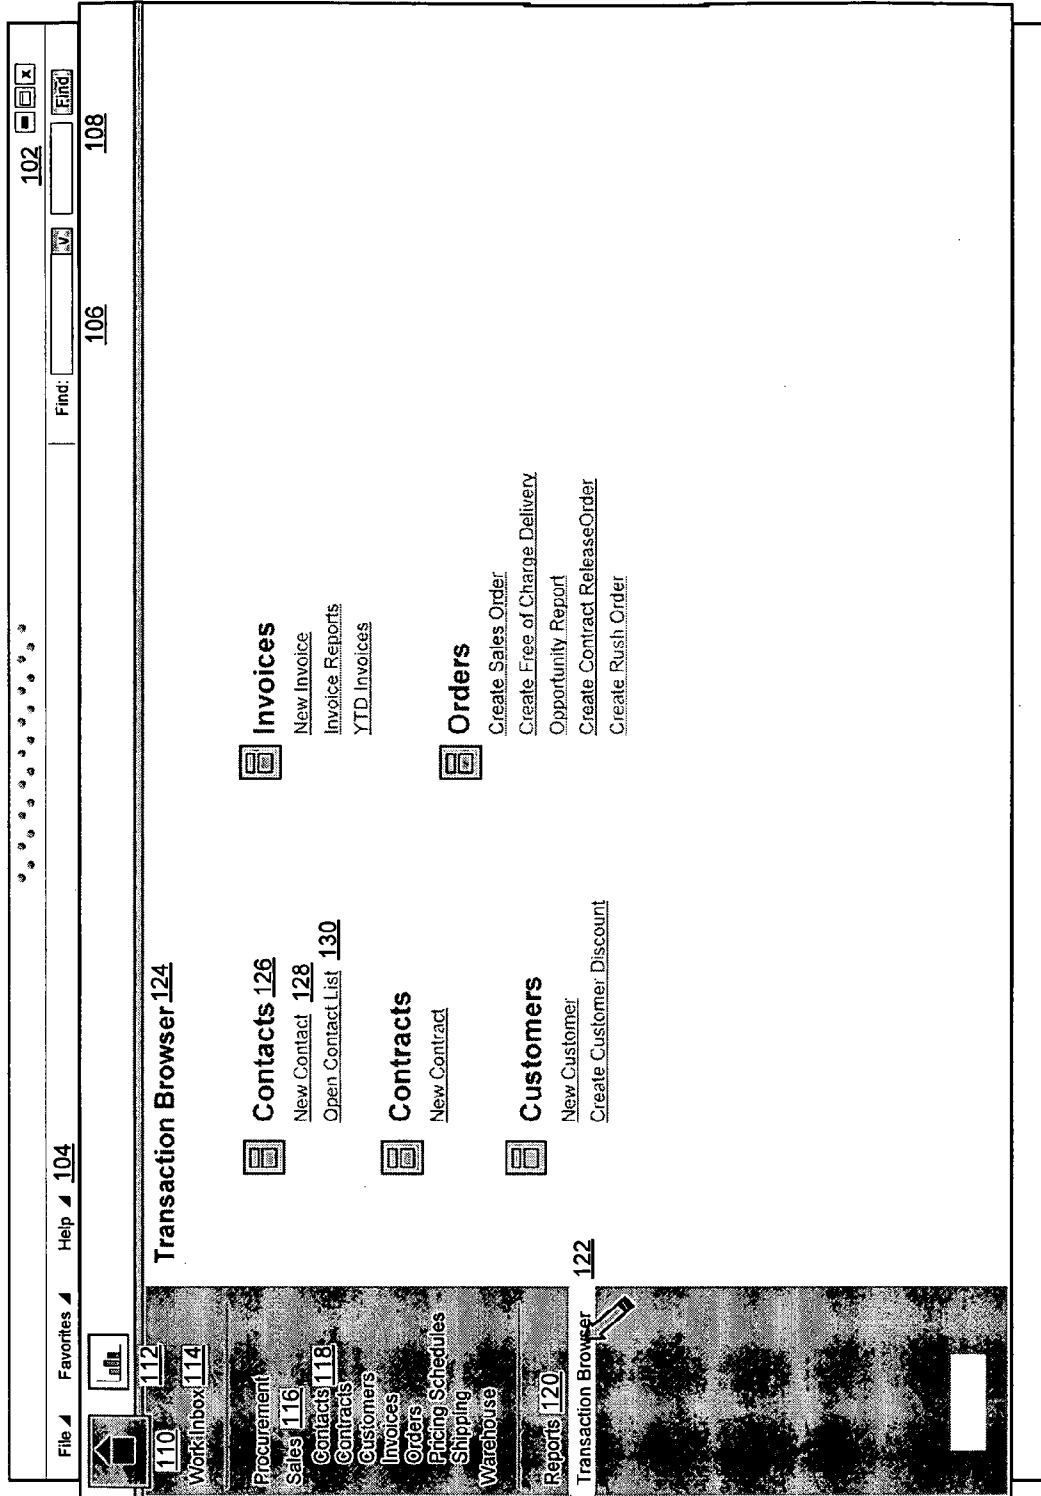 102
File Favorites Help 104 Find: v Find
106 108
110 112
Work Inbox 114
Procurement
Sales 116
Contacts 118
Contracts
Customers
Invoices
Orders
Pricing Schedules
Shipping
Warehouse
Reports 120
Transaction Browser
122
Transaction Browser 124
Contacts 126
New Contact 128
Open Contact List 130
Contracts
New Contract
Customers
New Customer
Create Customer Discount
Invoices
New Invoice
Invoice Reports
YTD Invoices
Orders
Create Sales Order
Create Free of Charge Delivery
Opportunity Report
Create Contract ReleaseOrder
Create Rush Order